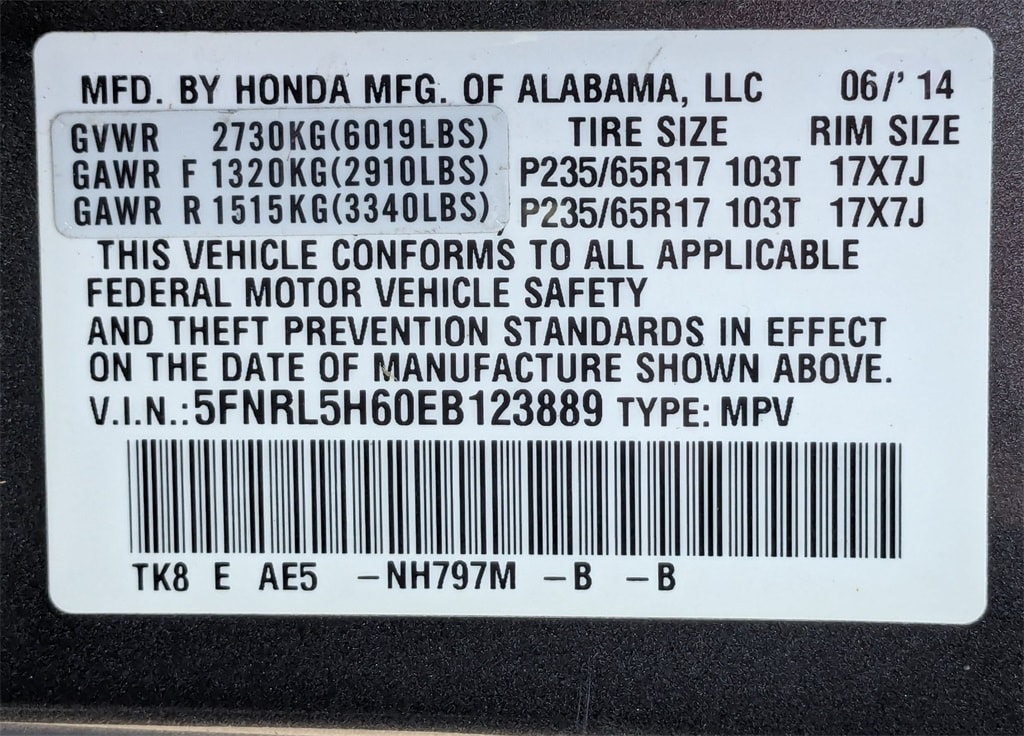 MFD. BY HONDA MFG. OF ALABAMA, LLC 06/' 14
GVWR 2730KG(6019LBS) TIRE SIZE RIM SIZE
GAWR F 1320KG(2910LBS) P235/65R17 103T 17X7J
GAWR R 1515KG(3340LBS) P235/65R17 103T 17X7J
THIS VEHICLE CONFORMS TO ALL APPLICABLE
FEDERAL MOTOR VEHICLE SAFETY
AND THEFT PREVENTION STANDARDS IN EFFECT
ON THE DATE OF MANUFACTURE SHOWN ABOVE.
V.I.N.: 5FNRL5H60EB123889 TYPE: MPV
TK8 E AE5 –NH797M –B –B